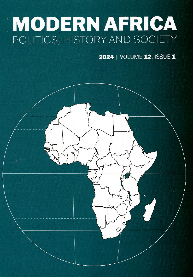 MODERN AFRICA
POLITICS, HISTORY AND SOCIETY
2024 | VOLUME 12, ISSUE 1